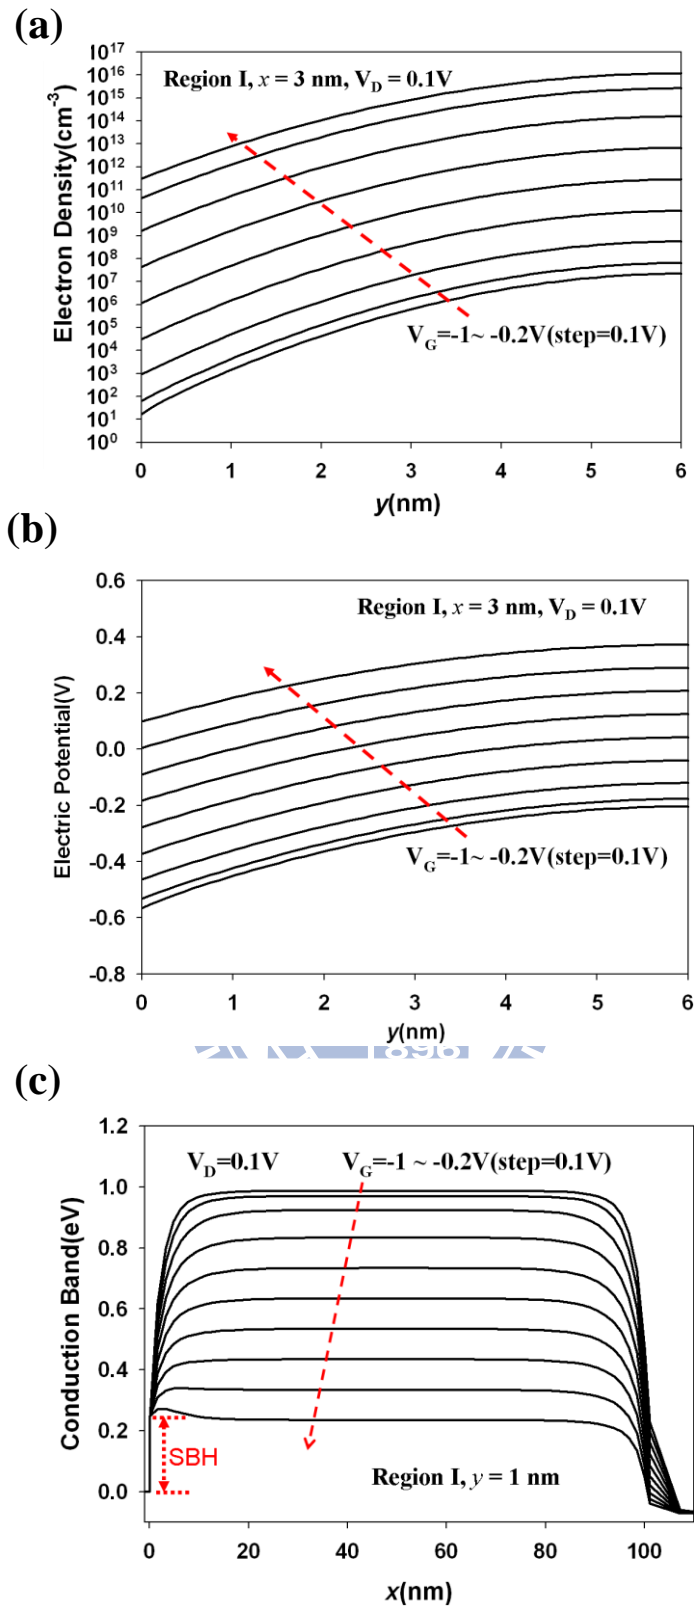 (a)
10^17
10^16
10^15
10^14
10^13
10^12
10^11
10^10
10^9
10^8
10^7
10^6
10^5
10^4
10^3
10^2
10^1
10^0
Electron Density(cm^-3)
Region I, x = 3 nm, V_D = 0.1V
V_G=-1~ -0.2V(step=0.1V)
0 1 2 3 4 5 6
y(nm)
(b)
0.6
0.4
0.2
0.0
-0.2
-0.4
-0.6
-0.8
Electric Potential(V)
Region I, x = 3 nm, V_D = 0.1V
V_G=-1~ -0.2V(step=0.1V)
0 1 2 3 4 5 6
y(nm)
1896
(c)
1.2
1.0
0.8
0.6
0.4
0.2
0.0
Conduction Band(eV)
V_D=0.1V V_G=-1 ~ -0.2V(step=0.1V)
SBH
Region I, y = 1 nm
0 20 40 60 80 100
x(nm)